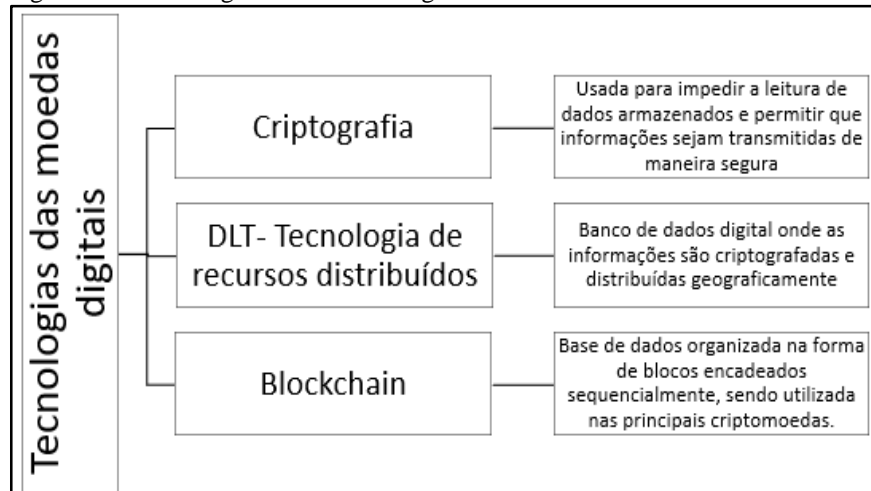 Tecnologias das moedas
digitais
Criptografia
Usada para impedir a leitura de
dados armazenados e permitir que
informações sejam transmitidas de
maneira segura
DLT- Tecnologia de
recursos distribuídos
Banco de dados digital onde as
informações são criptografadas e
distribuídas geograficamente
Blockchain
Base de dados organizada na forma
de blocos encadeados
sequencialmente, sendo utilizada
nas principais criptomoedas.